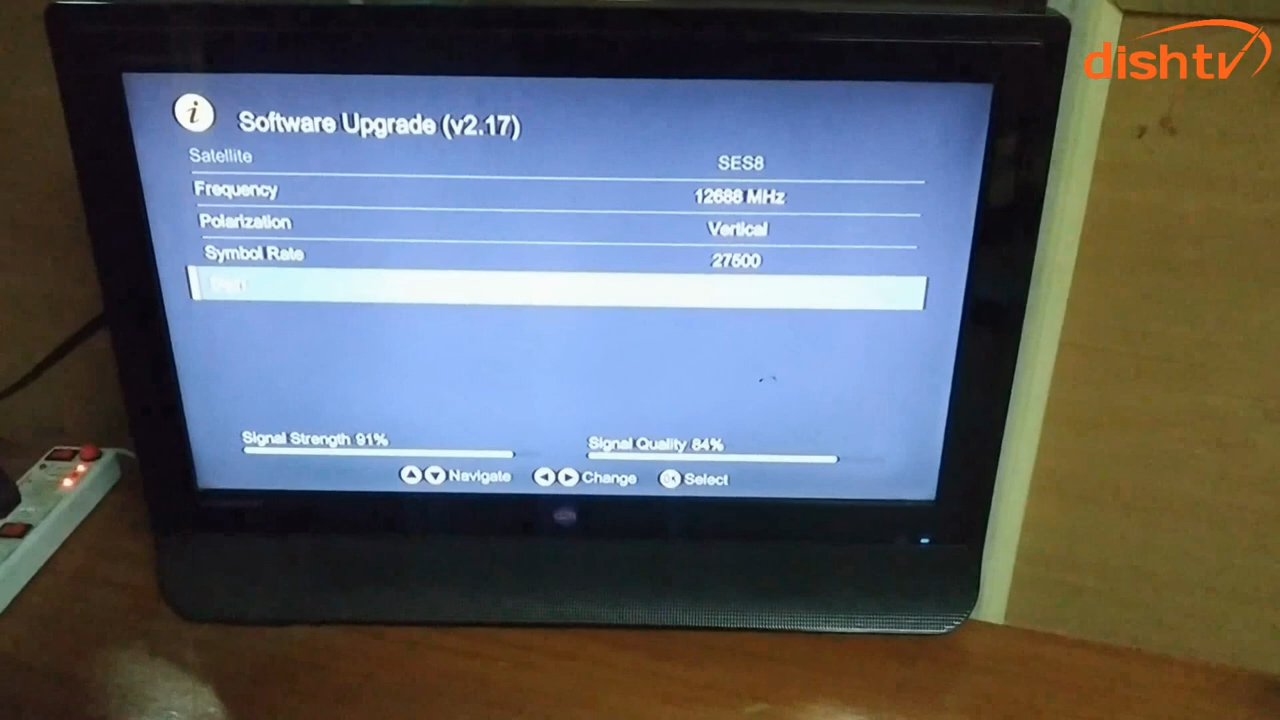 dishtv
i Software Upgrade (v2.17)
Satellite SES8
Frequency 12688 MHz
Polarization Vertical
Symbol Rate 27500
Signal Strength 91% Signal Quality 84%
Navigate Change OK Select